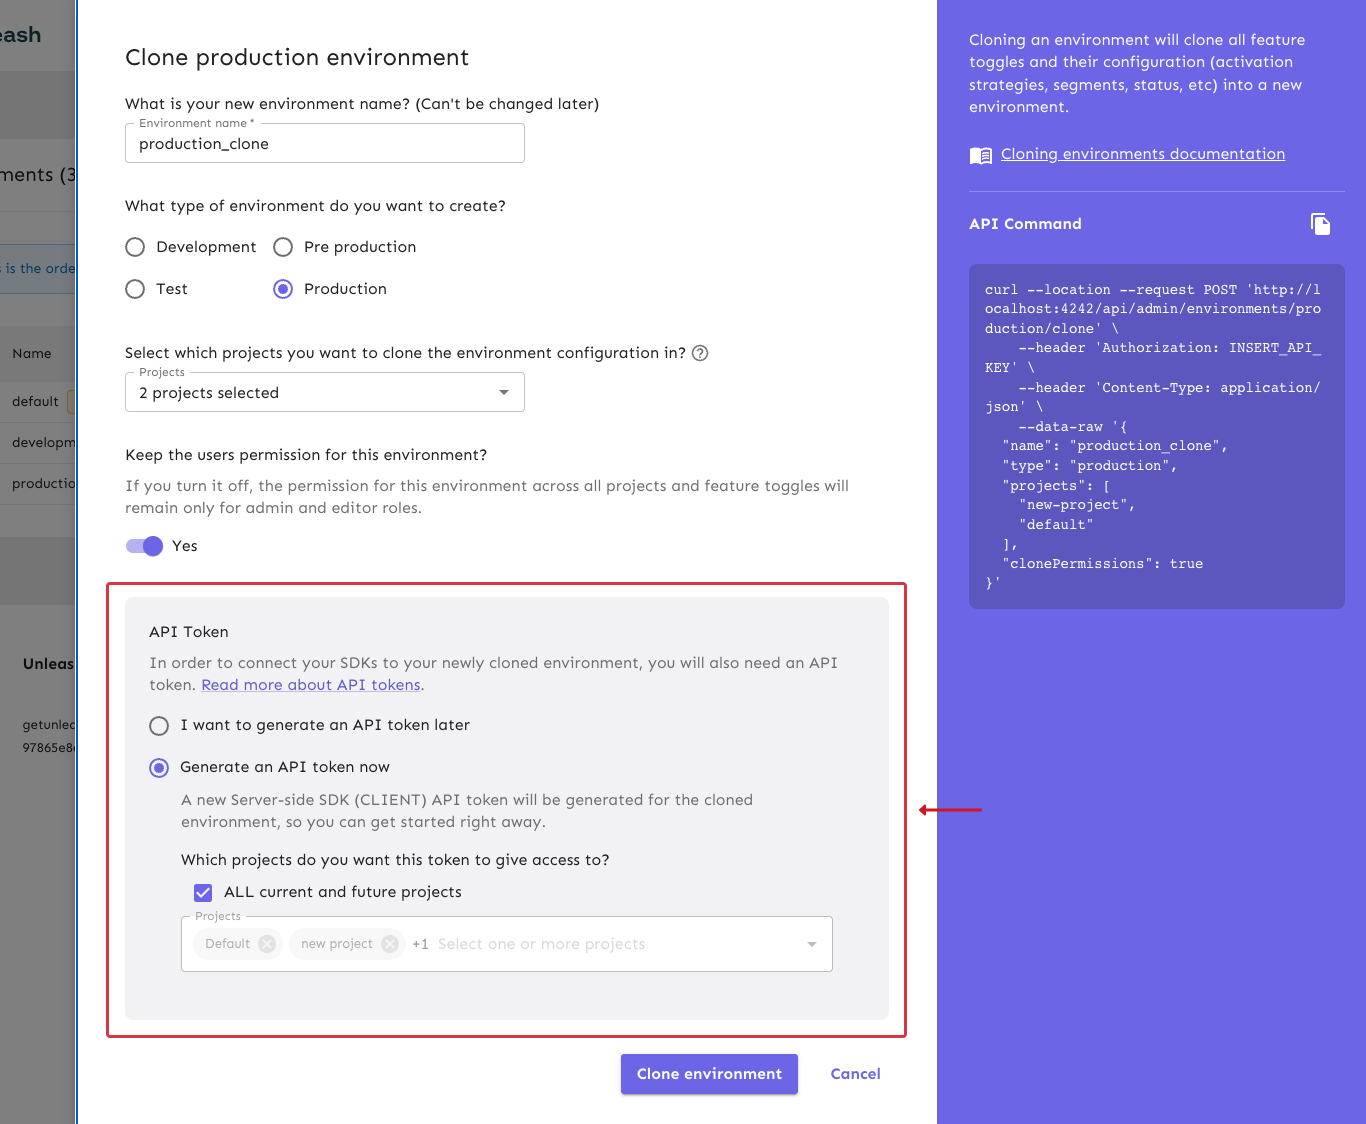 Clone production environment
What is your new environment name? (Can't be changed later)
Environment name *
production_clone
What type of environment do you want to create?
Development
Pre production
Test
Production
Select which projects you want to clone the environment configuration in?
Projects
2 projects selected
Keep the users permission for this environment?
If you turn it off, the permission for this environment across all projects and feature toggles will
remain only for admin and editor roles.
Yes
API Token
In order to connect your SDKs to your newly cloned environment, you will also need an API
token. Read more about API tokens.
I want to generate an API token later
Generate an API token now
A new Server-side SDK (CLIENT) API token will be generated for the cloned
environment, so you can get started right away.
Which projects do you want this token to give access to?
ALL current and future projects
Projects
Default
new project
+1
Select one or more projects
Clone environment
Cancel
Cloning an environment will clone all feature
toggles and their configuration (activation
strategies, segments, status, etc) into a new
environment.
Cloning environments documentation
API Command
curl --location --request POST 'http://l
ocalhost:4242/api/admin/environments/pro
duction/clone' \
--header 'Authorization: INSERT_API_
KEY' \
--header 'Content-Type: application/
json' \
--data-raw '{
"name": "production_clone",
"type": "production",
"projects": [
"new-project",
"default"
],
"clonePermissions": true
}'
eash
ments (3
s is the orde
Name
default
developm
productio
Unleas
getunlea
97865e8